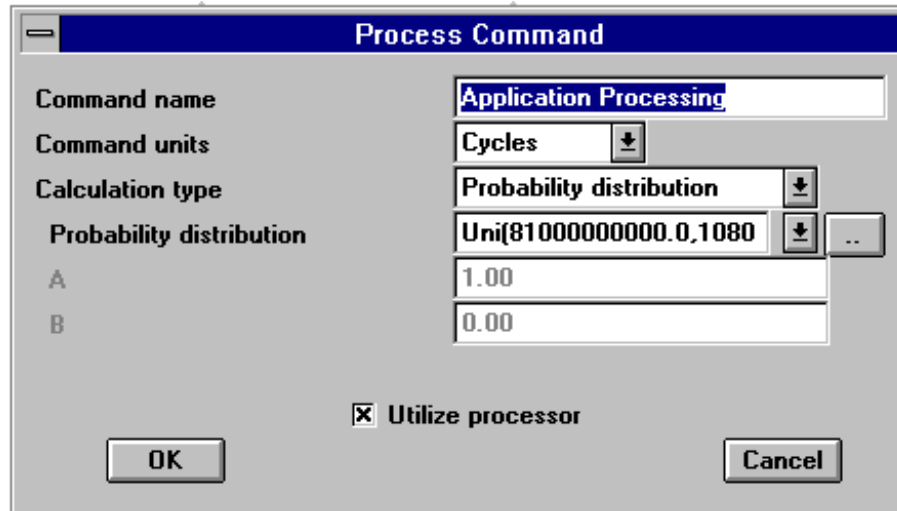 Process Command
Command name Application Processing
Command units Cycles
Calculation type Probability distribution
Probability distribution Uni(81000000000.0,1080 ..
A 1.00
B 0.00
Utilize processor
OK Cancel